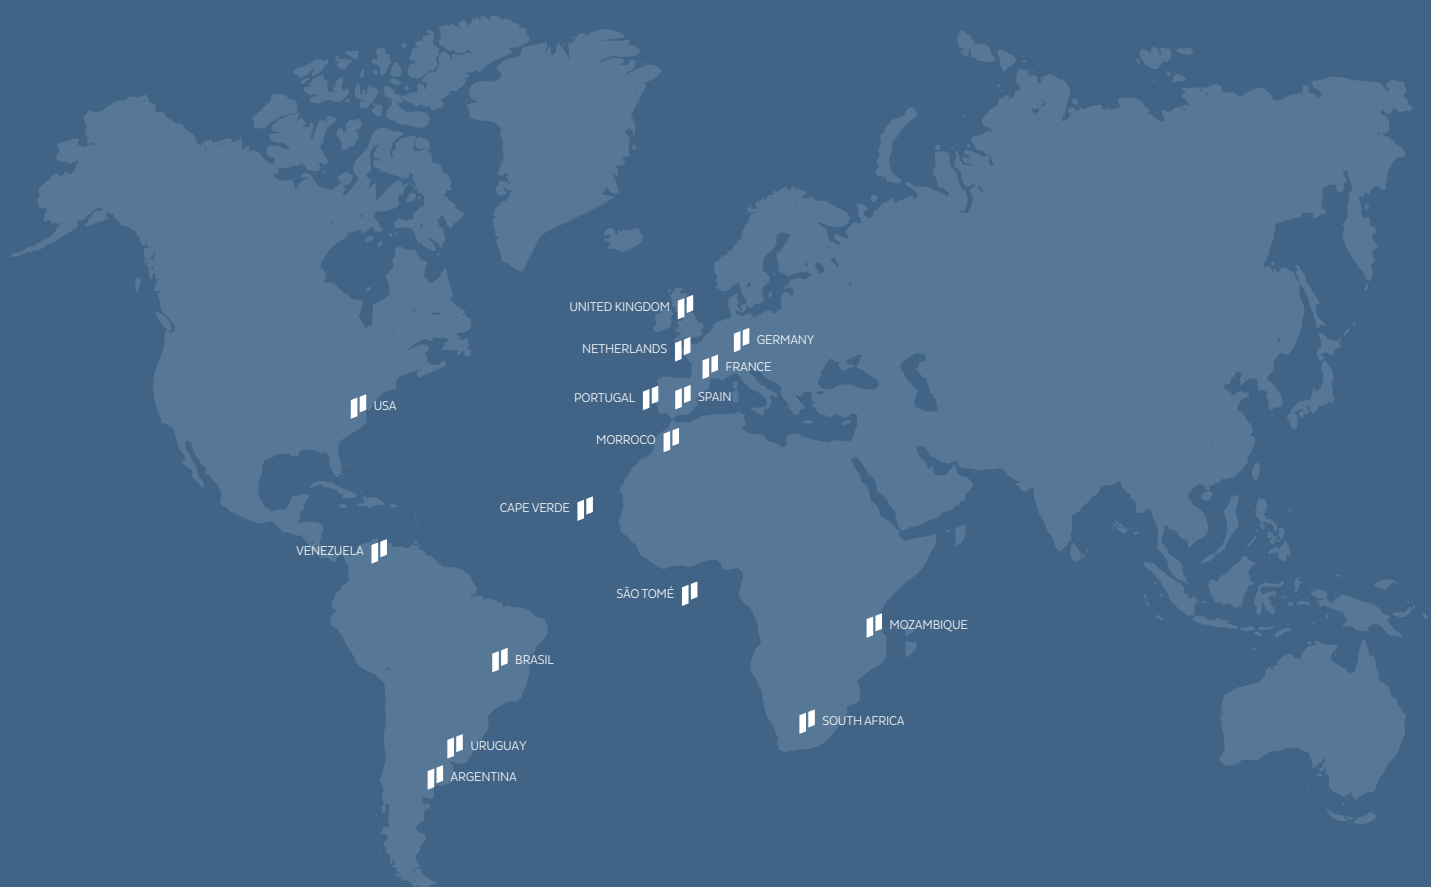 UNITED KINGDOM
GERMANY
NETHERLANDS
FRANCE
PORTUGAL
SPAIN
USA
MORROCO
CAPE VERDE
VENEZUELA
SÃO TOMÉ
MOZAMBIQUE
BRASIL
SOUTH AFRICA
URUGUAY
ARGENTINA